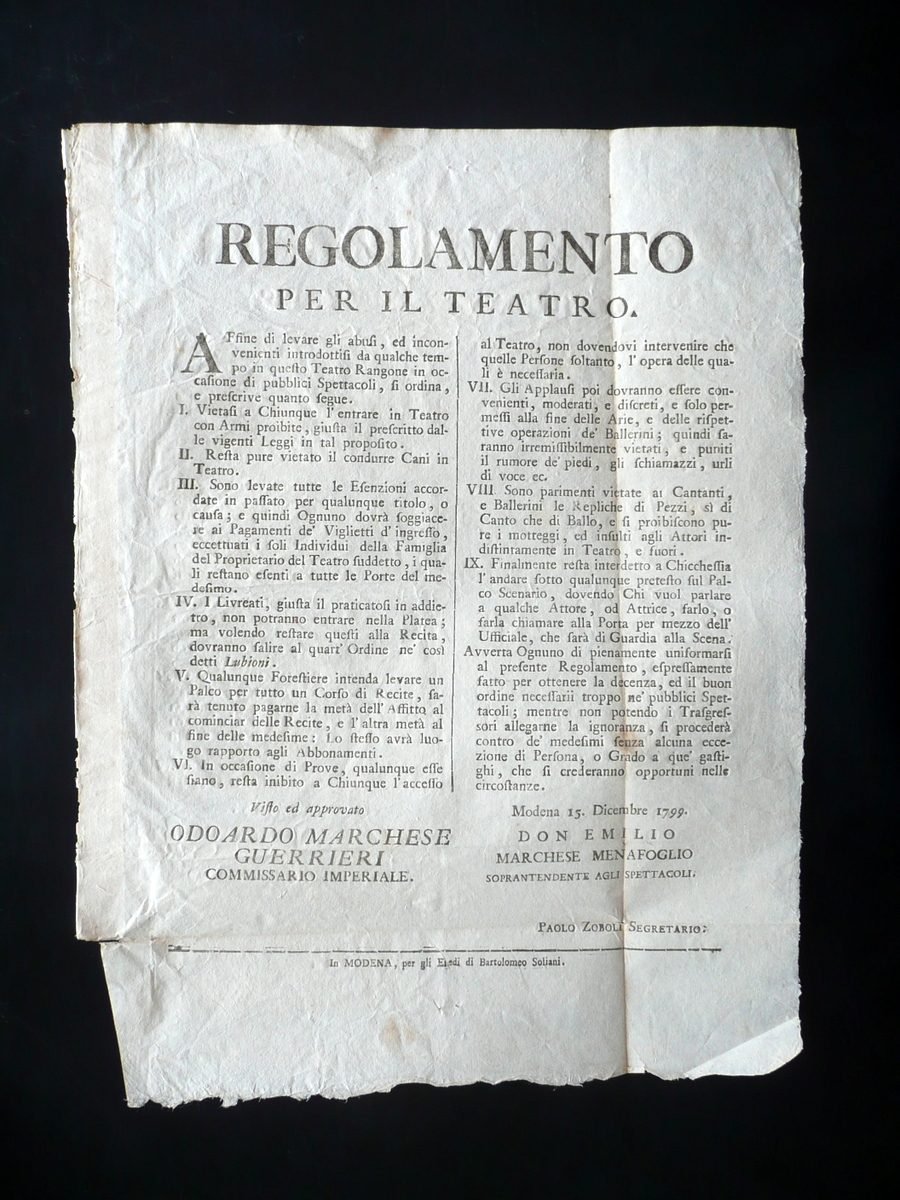 REGOLAMENTO
PER IL TEATRO.
AFfine di levare gli abusi, ed incon-
venienti introdottisi da qualche tem-
po in questo Teatro Rangone in oc-
casione di pubblici Spettacoli, si ordina,
e prescrive quanto segue.
I. Vietasi a Chiunque l'entrare in Teatro
con Armi proibite, giusta il prescritto dal-
le vigenti Leggi in tal proposito.
II. Resta pure vietato il condurre Cani in
Teatro.
III. Sono levate tutte le Esenzioni accor-
date in passato per qualunque titolo, o
causa; e quindi Ognuno dovrà soggiace-
re ai Pagamenti de' Viglietti d'ingresso,
eccettuati i soli Individui della Famiglia
del Proprietario del Teatro suddetto, i qua-
li restano esenti a tutte le Porte del me-
desimo.
IV. I Livreati, giusta il praticatosi in addie-
tro, non potranno entrare nella Platea;
ma volendo restare questi alla Recita,
dovranno salire al quart' Ordine ne' così
detti Lubioni.
V. Qualunque Forestiere intenda levare un
Palco per tutto un Corso di Recite, sa-
rà tenuto pagarne la metà dell'Affitto al
cominciar delle Recite, e l'altra metà al
fine delle medesime: Lo stesso avrà luo-
go rapporto agli Abbonamenti.
VI. In occasione di Prove, qualunque esse
siano, resta inibito a Chiunque l'accesso
al Teatro, non dovendovi intervenire che
quelle Persone soltanto, l'opera delle qua-
li è necessaria.
VII. Gli Applausi poi dovranno essere con-
venienti, moderati, e discreti, e solo per-
messi alla fine delle Arie, e delle rispet-
tive operazioni de' Ballerini; quindi sa-
ranno irremissibilmente vietati, e puniti
il rumore de' piedi, gli schiamazzi, urli
di voce ec.
VIII Sono parimenti vietate ai Cantanti,
e Ballerini le Repliche di Pezzi, sì di
Canto che di Ballo, e si proibiscono pu-
re i motteggi, ed insulti agli Attori in-
distintamente in Teatro, e fuori.
IX. Finalmente resta interdetto a Chicchessia
l'andare sotto qualunque pretesto sul Pal-
co Scenario, dovendo Chi vuol parlare
a qualche Attore, od Attrice, farlo, o
farla chiamare alla Porta per mezzo dell'
Uffiziale, che sarà di Guardia alla Scena.
Avverta Ognuno di pienamente uniformarsi
al presente Regolamento, espressamente
fatto per ottenere la decenza, ed il buon
ordine necessarii troppo ne' pubblici Spet-
tacoli; mentre non potendo i Trasgres-
sori allegarne la ignoranza, si procederà
contro de' medesimi senza alcuna ecce-
zione di Persona, o Grado a que' gasti-
ghi, che si crederanno opportuni nelle
circostanze.
Visto ed approvato
ODOARDO MARCHESE
GUERRIERI
COMMISSARIO IMPERIALE.
Modena 15. Dicembre 1799.
DON EMILIO
MARCHESE MENAFOGLIO
SOPRANTENDENTE AGLI SPETTACOLI.
PAOLO ZOBOLI SEGRETARIO.
In MODENA, per gli Eredi di Bartolomeo Soliani.